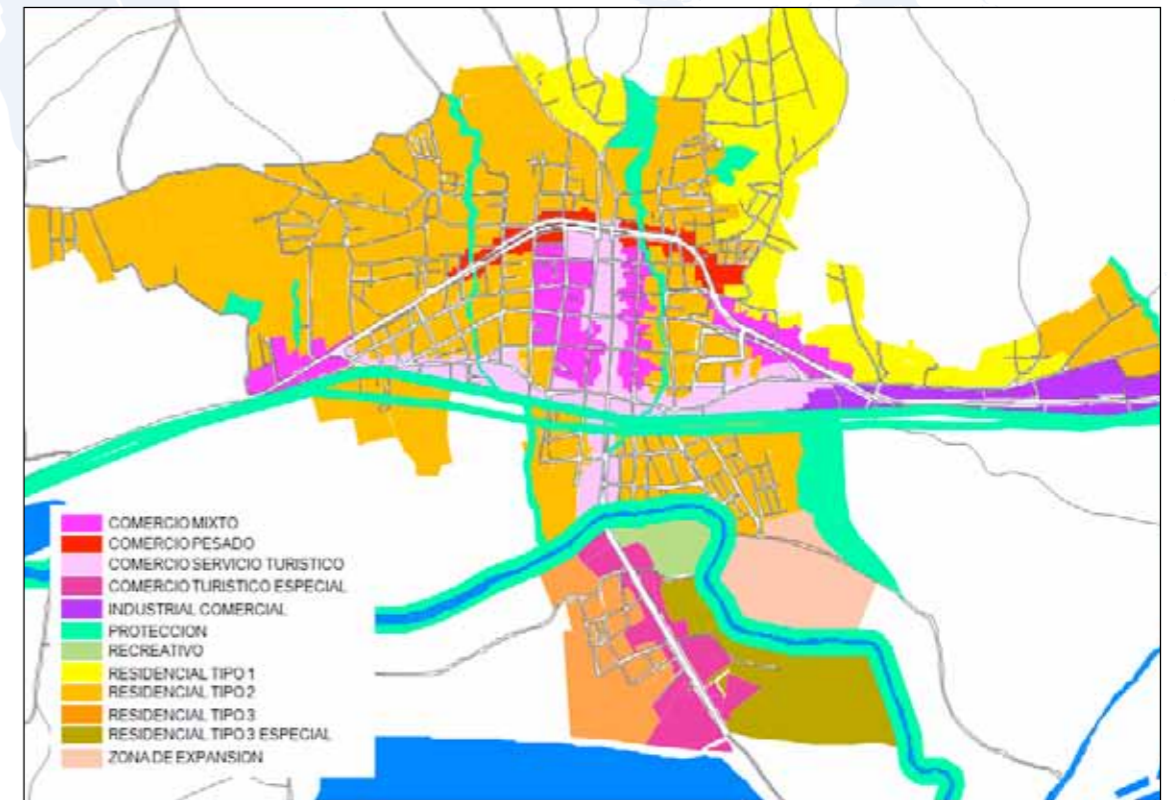 COMERCIO MIXTO
COMERCIO PESADO
COMERCIO SERVICIO TURISTICO
COMERCIO TURISTICO ESPECIAL
INDUSTRIAL COMERCIAL
PROTECCION
RECREATIVO
RESIDENCIAL TIPO 1
RESIDENCIAL TIPO 2
RESIDENCIAL TIPO 3
RESIDENCIAL TIPO 3 ESPECIAL
ZONA DE EXPANSION